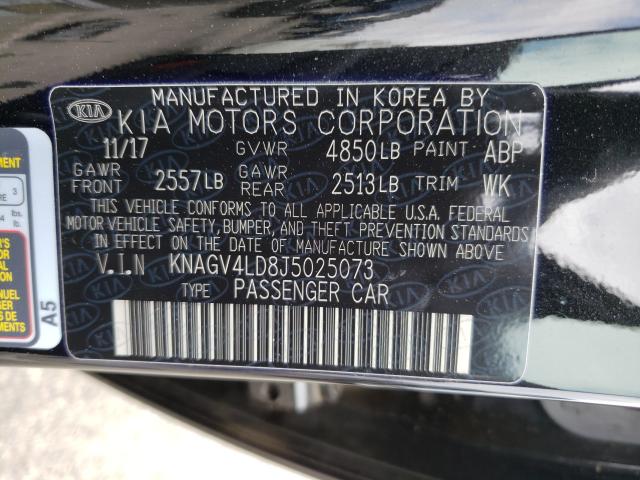 MANUFACTURED IN KOREA BY
KIA KIA MOTORS CORPORATION
11/17 GVWR 4850LB PAINT ABP
GAWR FRONT 2557LB GAWR REAR 2513LB TRIM WK
THIS VEHICLE CONFORMS TO ALL APPLICABLE U.S.A. FEDERAL
MOTOR VEHICLE SAFETY, BUMPER, AND THEFT PREVENTION STANDARDS
IN EFFECT ON THE DATE OF MANUFACTURE SHOWN ABOVE
V.I.N KNAGV4LD8J5025073
TYPE PASSENGER CAR
A5